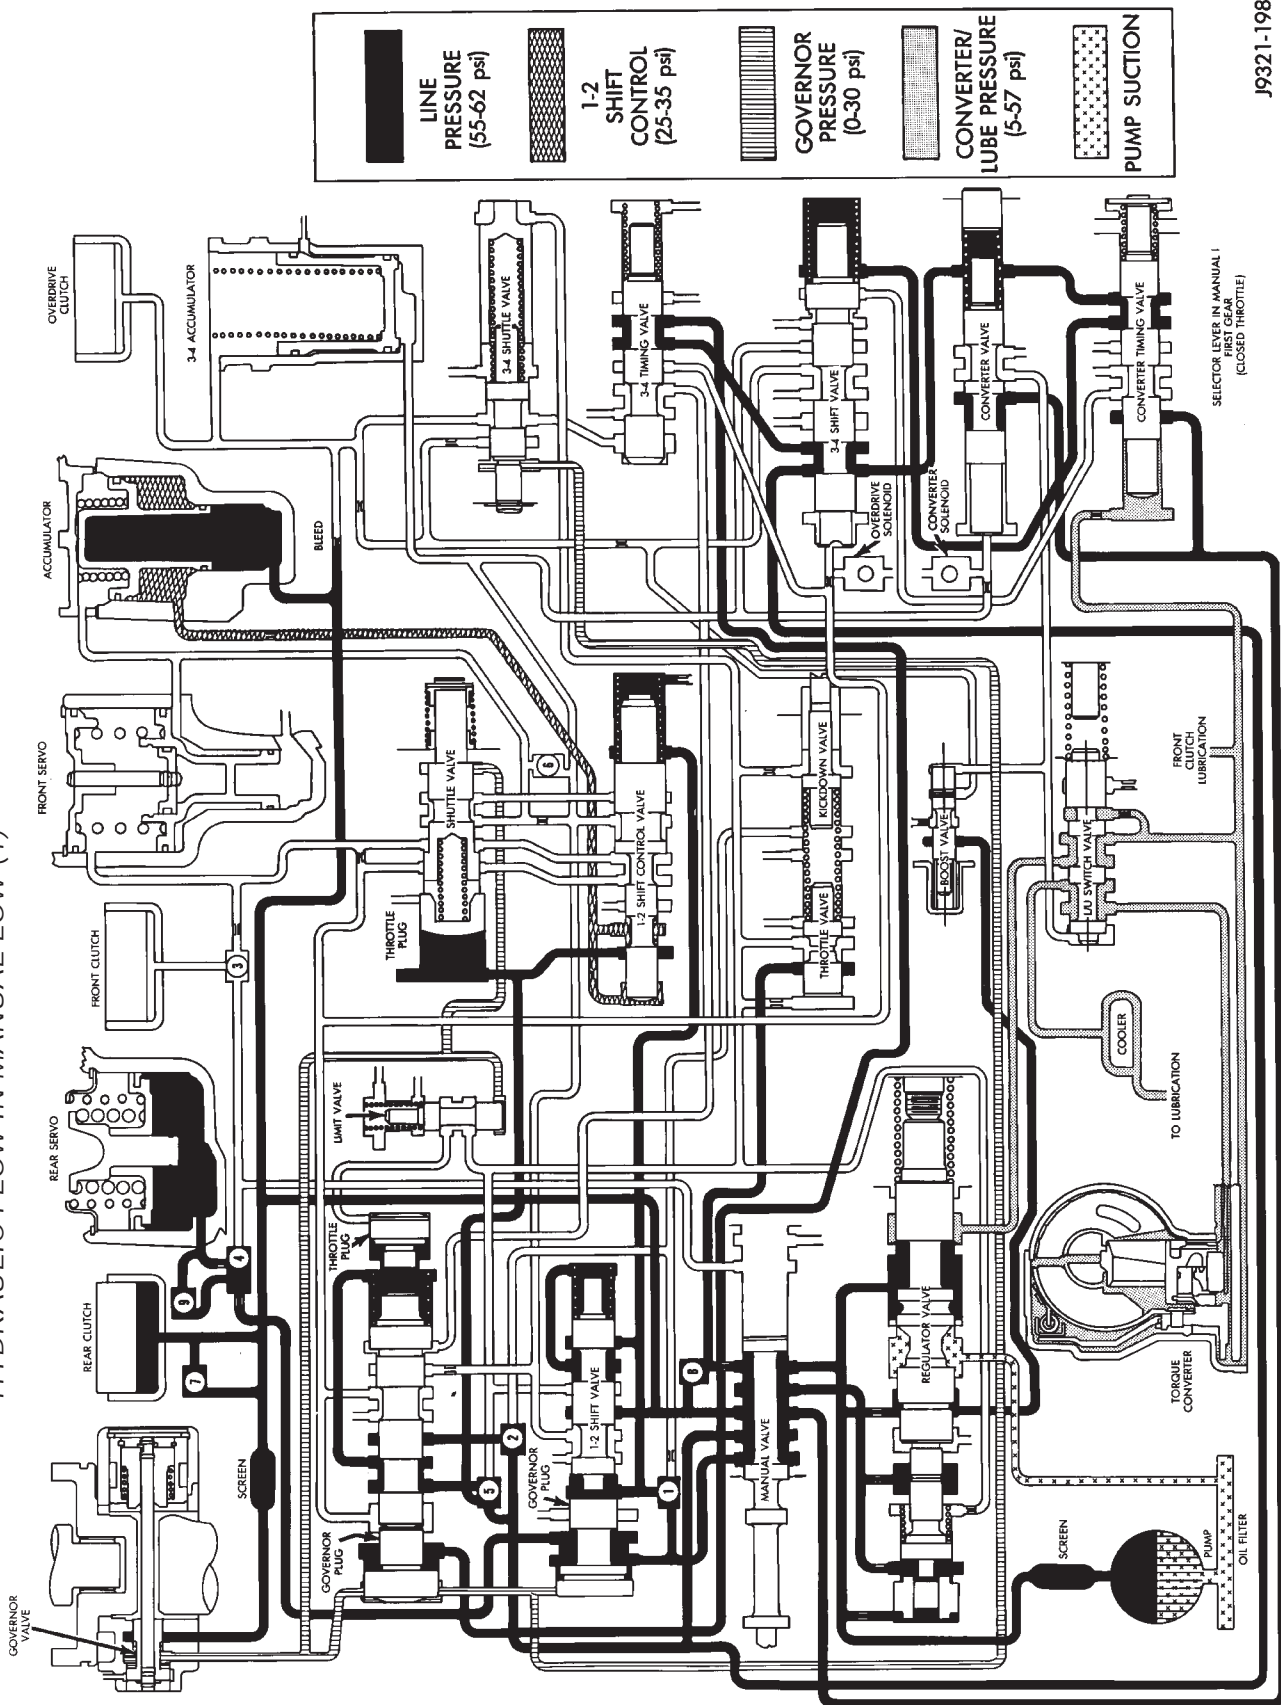 HYDRAULIC FLOW IN MANUAL LOW (1)
GOVERNOR
VALVE
REAR CLUTCH
REAR SERVO
FRONT CLUTCH
FRONT SERVO
ACCUMULATOR
OVERDRIVE
CLUTCH
3-4 ACCUMULATOR
SCREEN
7
9
4
3
BLEED
GOVERNOR
PLUG
THROTTLE
PLUG
LIMIT VALVE
THROTTLE
PLUG
SHUTTLE VALVE
3-4 SHUTTLE VALVE
5
2
6
GOVERNOR
PLUG
1-2 SHIFT VALVE
1-2 SHIFT CONTROL VALVE
3-4 TIMING VALVE
1
8
MANUAL VALVE
THROTTLE VALVE
KICKDOWN VALVE
3-4 SHIFT VALVE
OVERDRIVE
SOLENOID
CONVERTER
SOLENOID
REGULATOR VALVE
BOOST VALVE
CONVERTER VALVE
SCREEN
L/U SWITCH VALVE
CONVERTER TIMING VALVE
COOLER
TO LUBRICATION
FRONT
CLUTCH
LUBRICATION
PUMP
OIL FILTER
TORQUE
CONVERTER
SELECTOR LEVER IN MANUAL 1
FIRST GEAR
(CLOSED THROTTLE)
LINE
PRESSURE
(55-62 psi)
1-2
SHIFT
CONTROL
(25-35 psi)
GOVERNOR
PRESSURE
(0-30 psi)
CONVERTER/
LUBE PRESSURE
(5-57 psi)
PUMP SUCTION
J9321-198